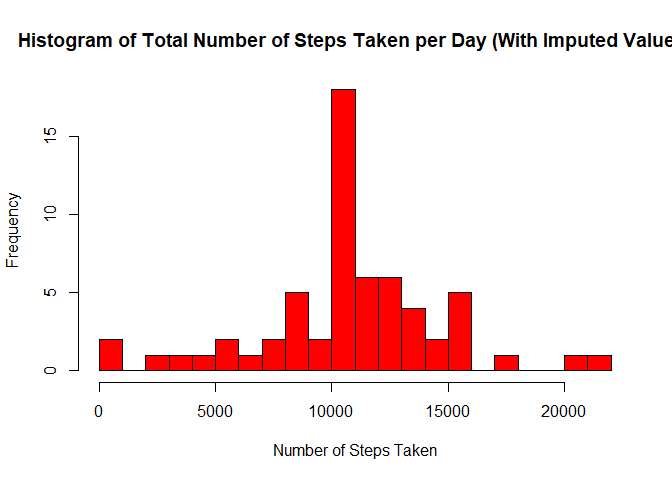 Histogram of Total Number of Steps Taken per Day (With Imputed Value
Frequency
15
10
5
0
0 5000 10000 15000 20000
Number of Steps Taken